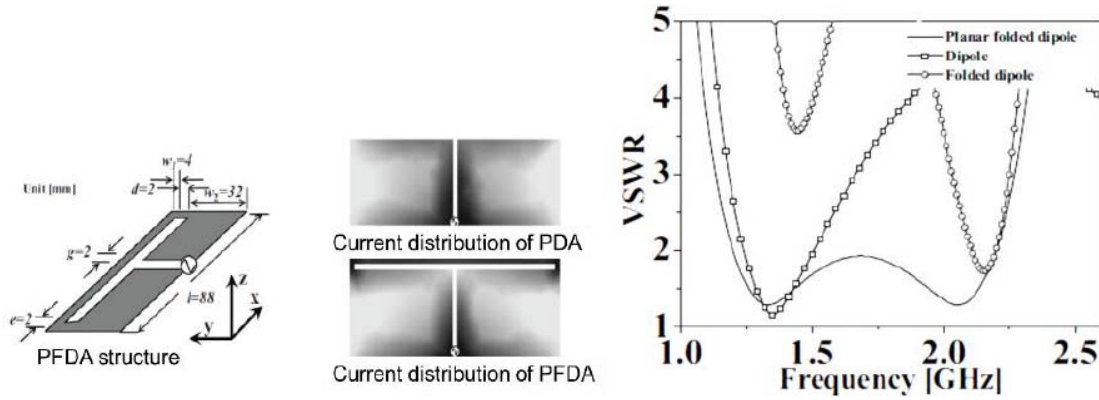 Unit [mm]
w₁=4
d=2
w₂=32
g=2
l=88
e=2
z
x
y
PFDA structure
Current distribution of PDA
Current distribution of PFDA
5
4
3
2
1
VSWR
Planar folded dipole
Dipole
Folded dipole
1.0 1.5 2.0 2.5
Frequency [GHz]